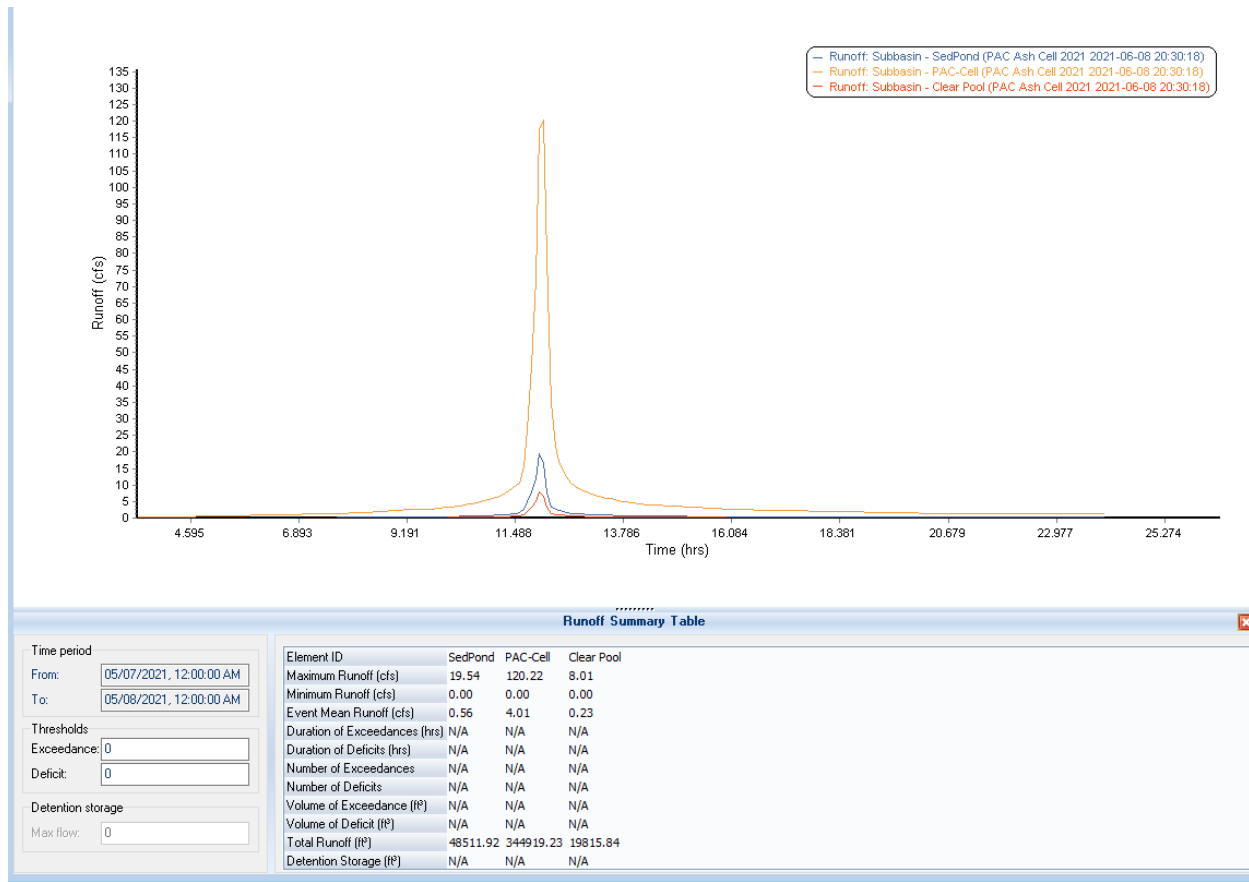 Runoff: Subbasin - SedPond (PAC Ash Cell 2021 2021-06-08 20:30:18)
Runoff: Subbasin - PAC-Cell (PAC Ash Cell 2021 2021-06-08 20:30:18)
Runoff: Subbasin - Clear Pool (PAC Ash Cell 2021 2021-06-08 20:30:18)
135
130
125
120
115
110
105
100
95
90
85
80
75
70
65
60
55
50
45
40
35
30
25
20
15
10
5
0
Runoff (cfs)
4.595 6.893 9.191 11.488 13.786 16.084 18.381 20.679 22.977 25.274
Time (hrs)
Runoff Summary Table
Time period
From: 05/07/2021, 12:00:00 AM
To: 05/08/2021, 12:00:00 AM
Thresholds
Exceedance: 0
Deficit: 0
Detention storage
Max flow: 0
Element ID SedPond PAC-Cell Clear Pool
Maximum Runoff (cfs) 19.54 120.22 8.01
Minimum Runoff (cfs) 0.00 0.00 0.00
Event Mean Runoff (cfs) 0.56 4.01 0.23
Duration of Exceedances (hrs) N/A N/A N/A
Duration of Deficits (hrs) N/A N/A N/A
Number of Exceedances N/A N/A N/A
Number of Deficits N/A N/A N/A
Volume of Exceedance (ft³) N/A N/A N/A
Volume of Deficit (ft³) N/A N/A N/A
Total Runoff (ft³) 48511.92 344919.23 19815.84
Detention Storage (ft³) N/A N/A N/A